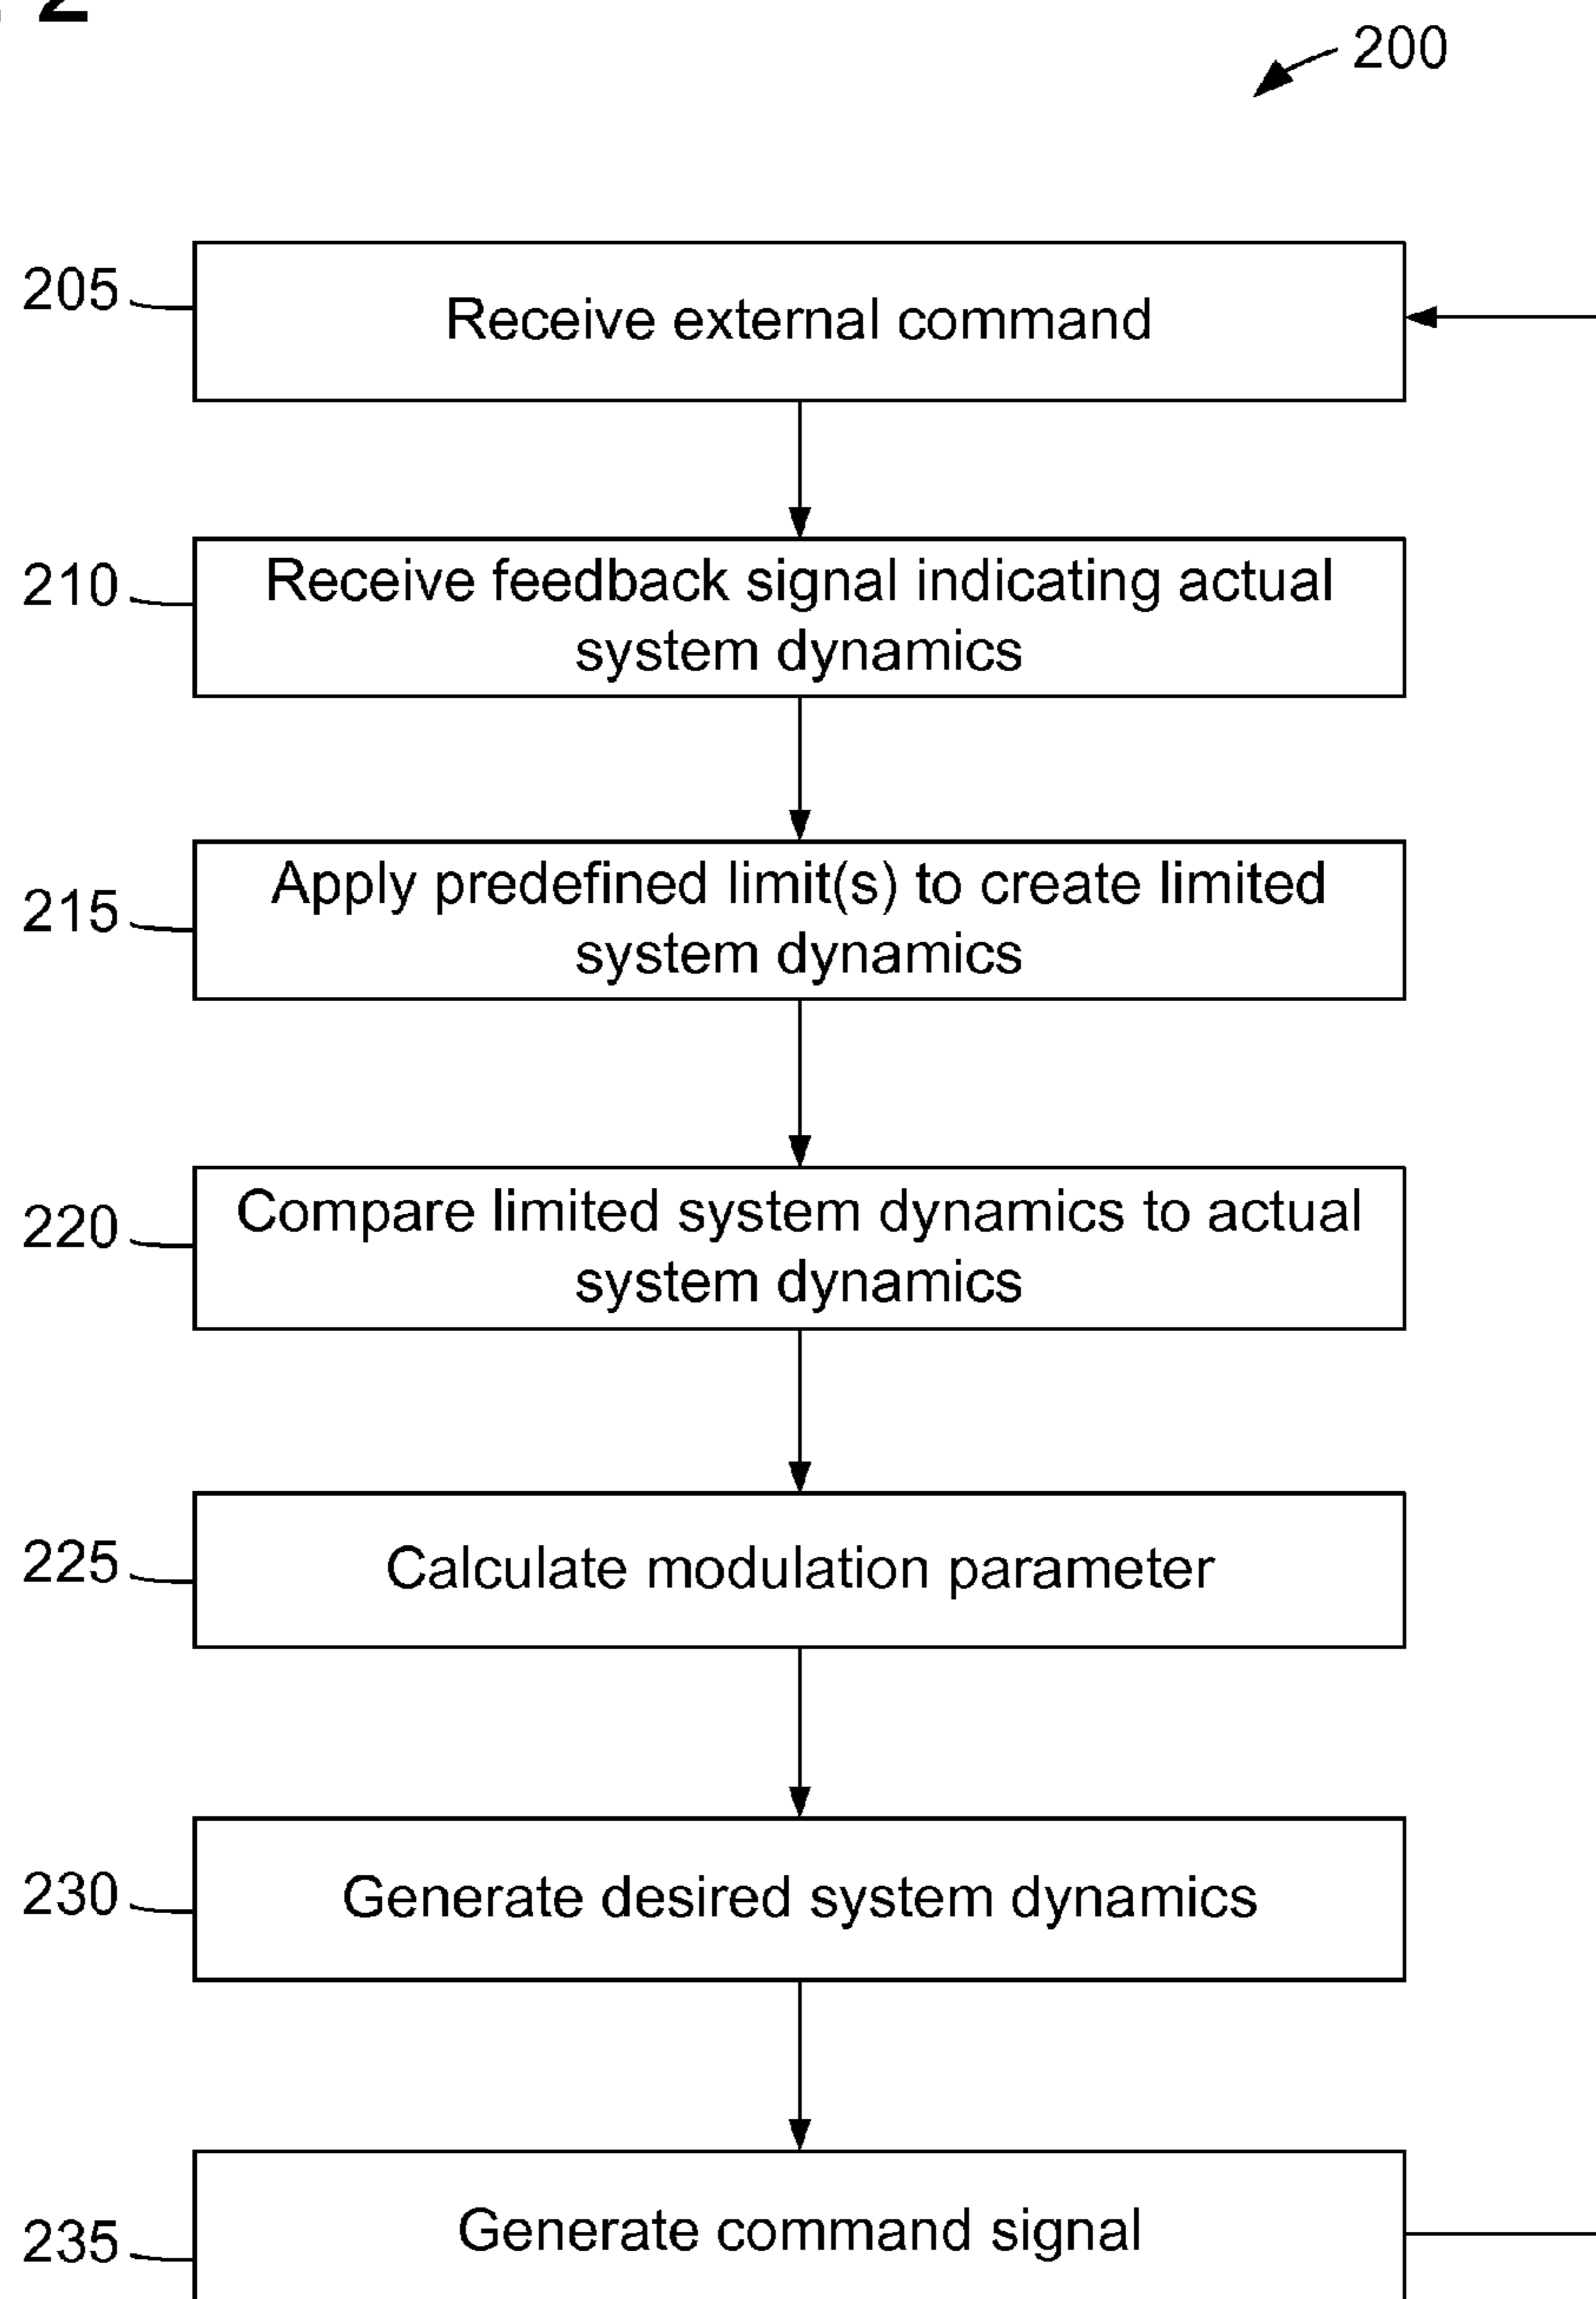 2
200
205
Receive external command
210
Receive feedback signal indicating actual
system dynamics
215
Apply predefined limit(s) to create limited
system dynamics
220
Compare limited system dynamics to actual
system dynamics
225
Calculate modulation parameter
230
Generate desired system dynamics
235
Generate command signal